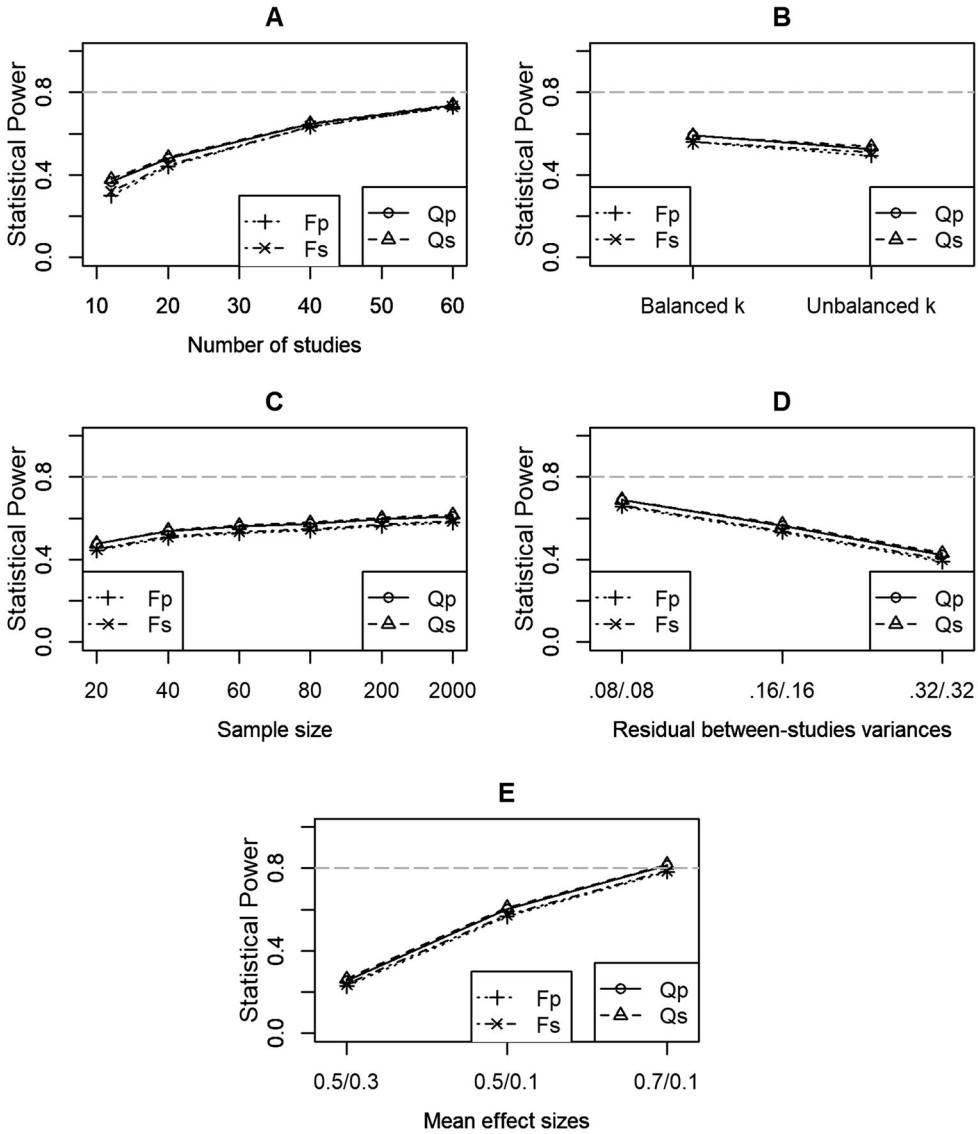 A
Statistical Power
0.0 0.4 0.8
Fp
Fs
Qp
Qs
10 20 30 40 50 60
Number of studies
B
Statistical Power
0.0 0.4 0.8
Fp
Fs
Qp
Qs
Balanced k Unbalanced k
C
Statistical Power
0.0 0.4 0.8
Fp
Fs
Qp
Qs
20 40 60 80 200 2000
Sample size
D
Statistical Power
0.0 0.4 0.8
Fp
Fs
Qp
Qs
.08/.08 .16/.16 .32/.32
Residual between-studies variances
E
Statistical Power
0.0 0.4 0.8
Fp
Fs
Qp
Qs
0.5/0.3 0.5/0.1 0.7/0.1
Mean effect sizes